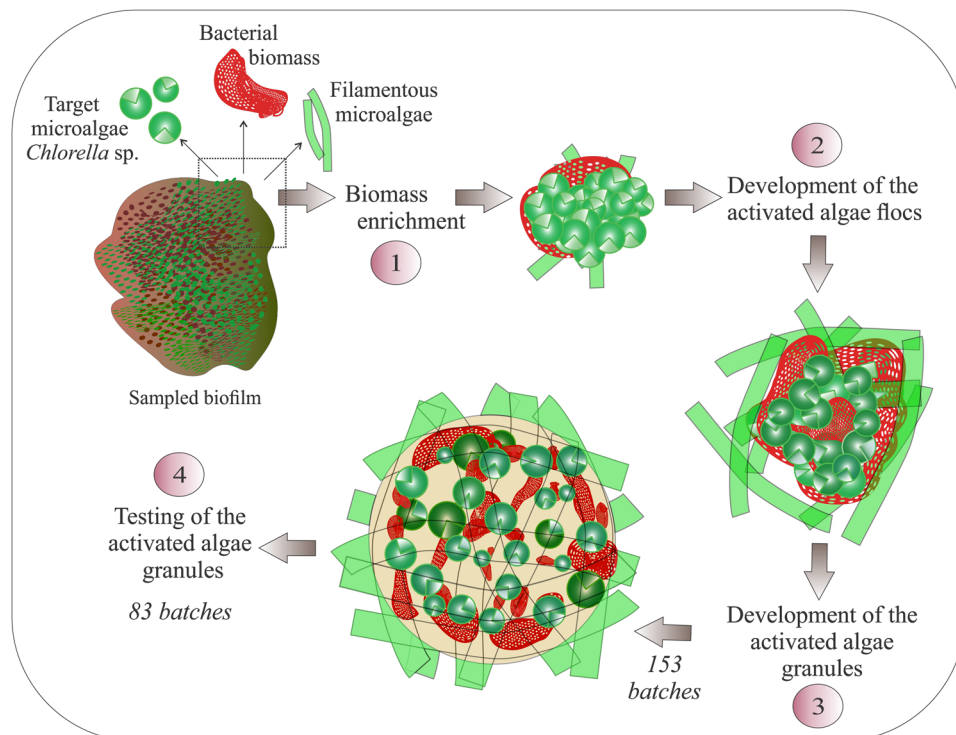 Bacterial
biomass
Target
microalgae
Chlorella sp.
Filamentous
microalgae
Sampled biofilm
Biomass
enrichment
1
2
Development of the
activated algae flocs
Development of the
activated algae
granules
3
153
batches
4
Testing of the
activated algae
granules
83 batches